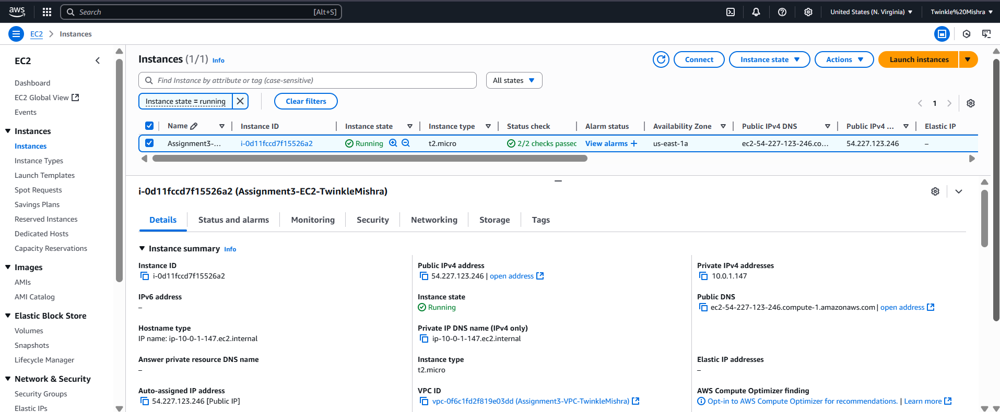 aws
Search [Alt+S]
United States (N. Virginia)
Twinkle%20Mishra
EC2
Instances
EC2
Dashboard
EC2 Global View
Events
Instances
Instances
Instance Types
Launch Templates
Spot Requests
Savings Plans
Reserved Instances
Dedicated Hosts
Capacity Reservations
Images
AMIs
AMI Catalog
Elastic Block Store
Volumes
Snapshots
Lifecycle Manager
Network & Security
Security Groups
Elastic IPs
Instances (1/1) Info
Connect
Instance state
Actions
Launch instances
Find Instance by attribute or tag (case-sensitive)
All states
Instance state = running
Clear filters
1
Name Instance ID Instance state Instance type Status check Alarm status Availability Zone Public IPv4 DNS Public IPv4 ... Elastic IP
Assignment3-... i-0d11fccd7f15526a2 Running t2.micro 2/2 checks passec View alarms + us-east-1a ec2-54-227-123-246.co... 54.227.123.246 –
i-0d11fccd7f15526a2 (Assignment3-EC2-TwinkleMishra)
Details Status and alarms Monitoring Security Networking Storage Tags
Instance summary Info
Instance ID
i-0d11fccd7f15526a2
Public IPv4 address
54.227.123.246 | open address
Private IPv4 addresses
10.0.1.147
IPv6 address
–
Instance state
Running
Public DNS
ec2-54-227-123-246.compute-1.amazonaws.com | open address
Hostname type
IP name: ip-10-0-1-147.ec2.internal
Private IP DNS name (IPv4 only)
ip-10-0-1-147.ec2.internal
Answer private resource DNS name
–
Instance type
t2.micro
Elastic IP addresses
–
Auto-assigned IP address
54.227.123.246 [Public IP]
VPC ID
vpc-0f6c1fd2f819e03dd (Assignment3-VPC-TwinkleMishra)
AWS Compute Optimizer finding
Opt-in to AWS Compute Optimizer for recommendations. | Learn more